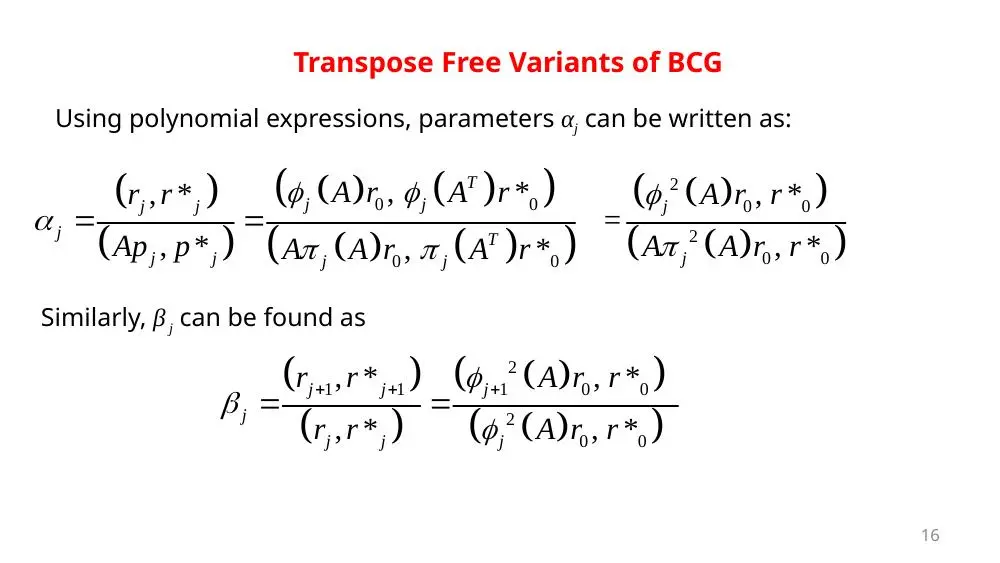 Transpose Free Variants of BCG
Using polynomial expressions, parameters αj can be written as:
αj = (rj, r*j) / (Apj, p*j) = (ϕj(A)r0, ϕj(A^T)r*0) / (Aπj(A)r0, πj(A^T)r*0) = (ϕj^2(A)r0, r*0) / (Aπj^2(A)r0, r*0)
Similarly, βj can be found as
βj = (rj+1, r*j+1) / (rj, r*j) = (ϕj+1^2(A)r0, r*0) / (ϕj^2(A)r0, r*0)
16